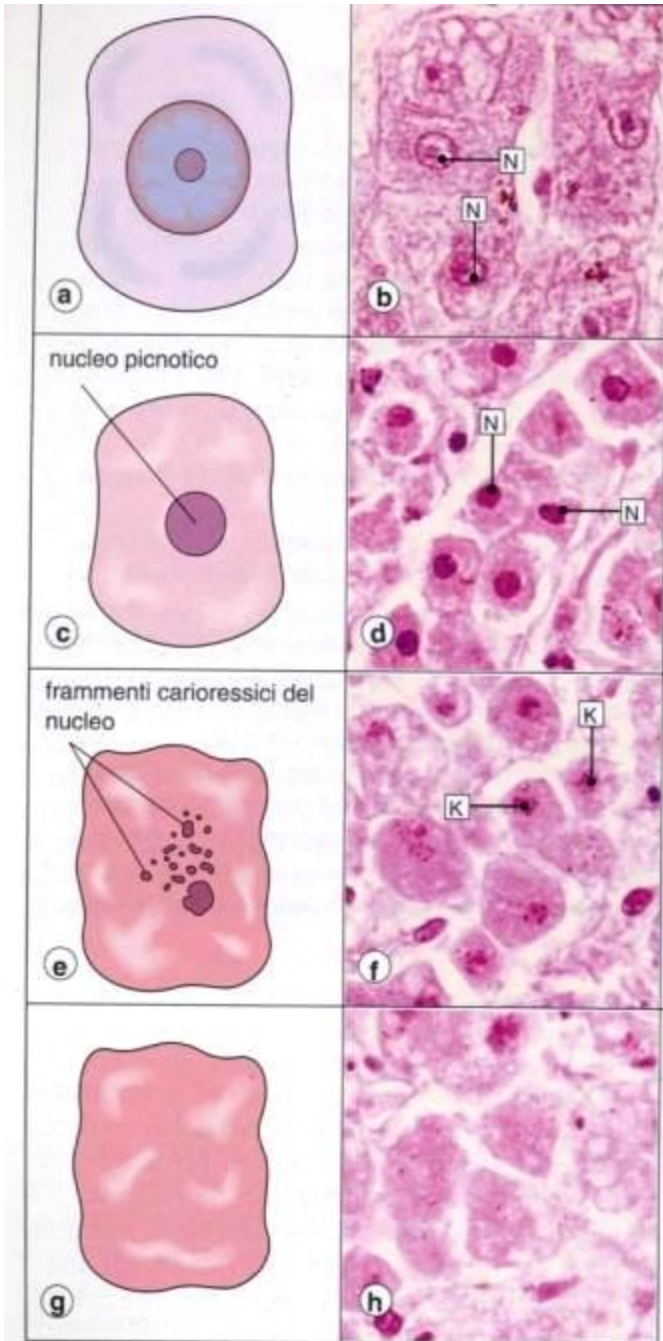 a
N
N
b
nucleo picnotico
c
N
N
d
frammenti carioressici del
nucleo
e
K
K
f
g
h